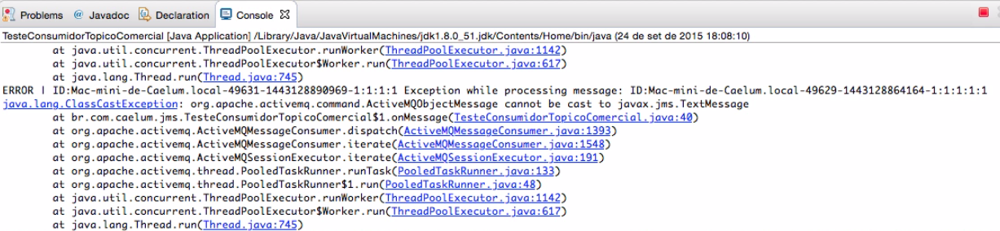 Problems @ Javadoc Declaration Console
TesteConsumidorTopicoComercial [Java Application] /Library/Java/JavaVirtualMachines/jdk1.8.0_51.jdk/Contents/Home/bin/java (24 de set de 2015 18:08:10)
at java.util.concurrent.ThreadPoolExecutor.runWorker(ThreadPoolExecutor.java:1142)
at java.util.concurrent.ThreadPoolExecutor$Worker.run(ThreadPoolExecutor.java:617)
at java.lang.Thread.run(Thread.java:745)
ERROR | ID:Mac-mini-de-Caelum.local-49631-1443128890969-1:1:1:1 Exception while processing message: ID:Mac-mini-de-Caelum.local-49629-1443128864164-1:1:1:1:1
java.lang.ClassCastException: org.apache.activemq.command.ActiveMQObjectMessage cannot be cast to javax.jms.TextMessage
at br.com.caelum.jms.TesteConsumidorTopicoComercial$1.onMessage(TesteConsumidorTopicoComercial.java:40)
at org.apache.activemq.ActiveMQMessageConsumer.dispatch(ActiveMQMessageConsumer.java:1393)
at org.apache.activemq.ActiveMQMessageConsumer.iterate(ActiveMQMessageConsumer.java:1548)
at org.apache.activemq.ActiveMQSessionExecutor.iterate(ActiveMQSessionExecutor.java:191)
at org.apache.activemq.thread.PooledTaskRunner.runTask(PooledTaskRunner.java:133)
at org.apache.activemq.thread.PooledTaskRunner$1.run(PooledTaskRunner.java:48)
at java.util.concurrent.ThreadPoolExecutor.runWorker(ThreadPoolExecutor.java:1142)
at java.util.concurrent.ThreadPoolExecutor$Worker.run(ThreadPoolExecutor.java:617)
at java.lang.Thread.run(Thread.java:745)